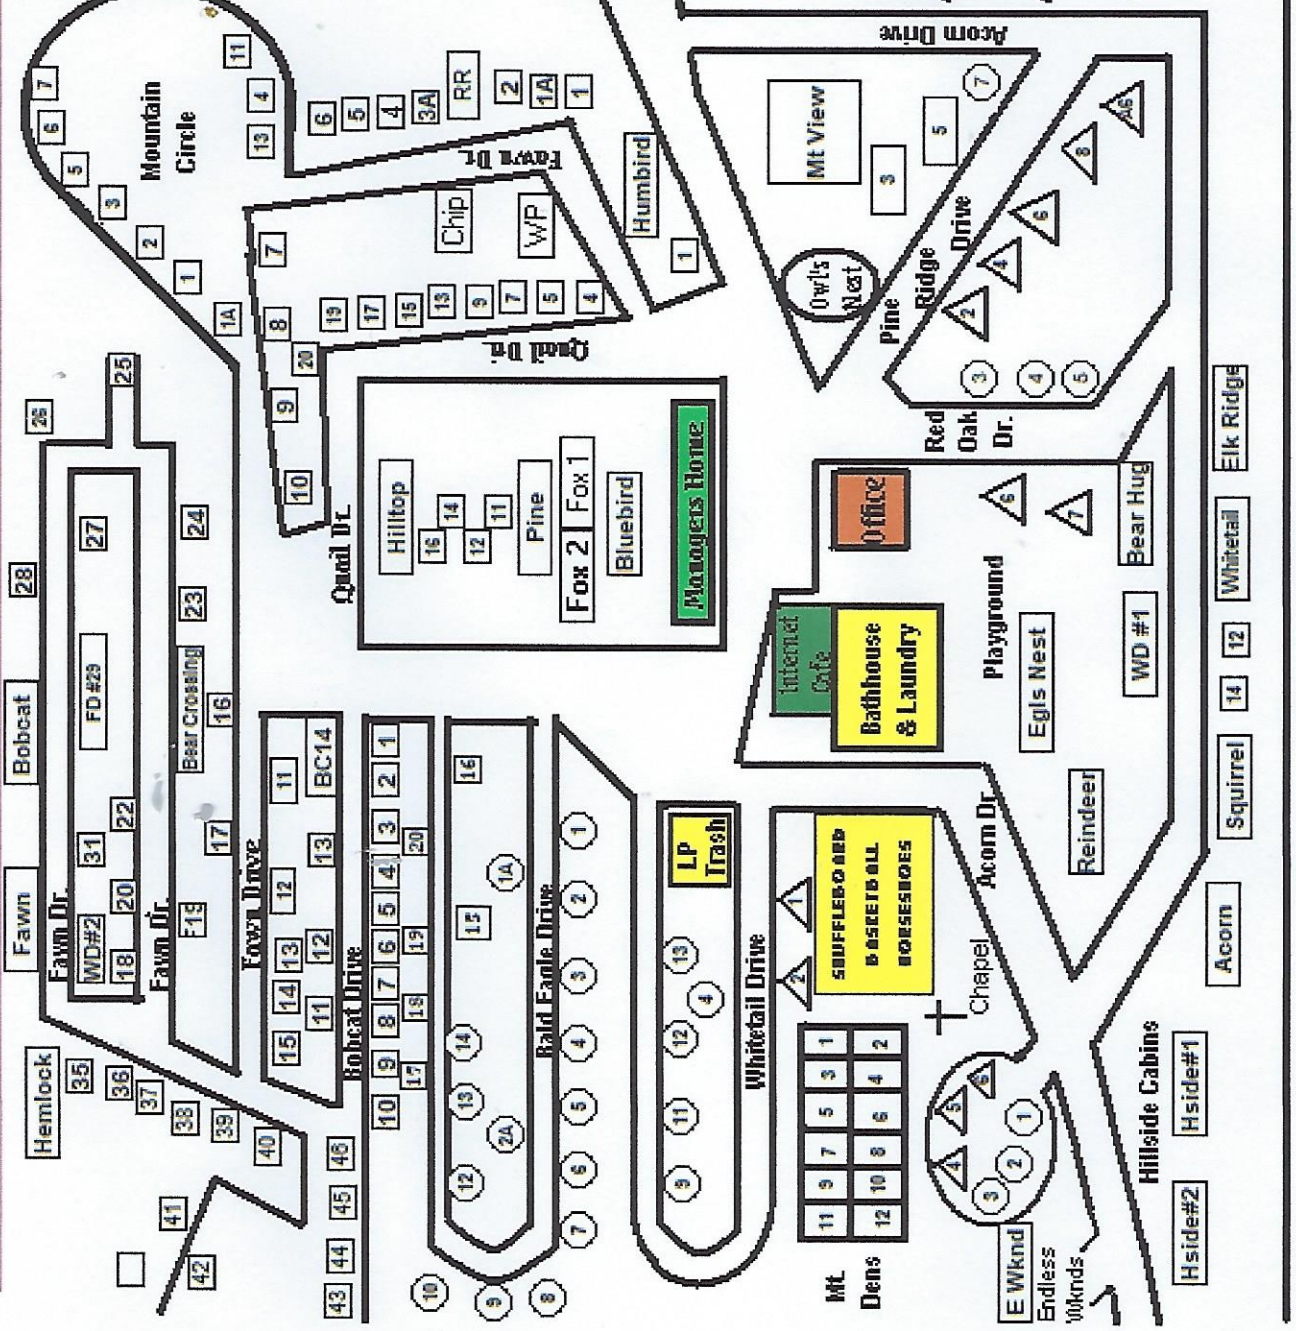 7
6
5
3
2
1
1A
11
4
13
Mountain
Circle
6
5
4
3A
RR
2
1A
1
Fawn Dr.
7
8
9
10
20
19
17
15
13
9
7
5
4
Chip
WP
Quail Dri.
Quail Dr.
Humbird
1
Acorn Drive
Mt View
3
5
7
Owl's
Nest
Pine
Ridge
Drive
2
4
6
8
A6
3
4
5
Red
Oak
Dr.
26
25
28
27
FD #29
31
22
20
18
WD#2
Bobcat
Fawn
Fawn Dr.
Fawn Dr.
24
23
Bear Crossing
16
17
F19
Fawn Drive
11
BC14
12
13
13
12
14
11
15
Hemlock
35
36
37
38
39
40
41
42
43
44
45
46
Bobcat Drive
1
2
3
4
5
6
7
8
9
10
20
19
18
17
16
15
1A
14
13
12
2A
Bald Eagle Drive
1
2
3
4
5
6
7
8
9
10
Hilltop
14
16
11
12
Pine
Fox 2
Fox 1
Bluebird
Managers Home
Office
Internet
Cafe
Bathhouse
& Laundry
Playground
6
7
Bear Hug
WD #1
Egls Nest
Reindeer
Acorn Dr
LP
Trash
13
4
12
11
9
Whitetail Drive
1
2
SHUFFLEBOARD
BASKETBALL
HORSESHOES
Chapel
1
2
3
4
5
6
7
8
9
10
11
12
Mt.
Dens
6
5
4
1
2
3
E Wknd
Endless
Wknds
Hillside Cabins
Hside#1
Hside#2
Acorn
Squirrel
14
12
Whitetail
Elk Ridge